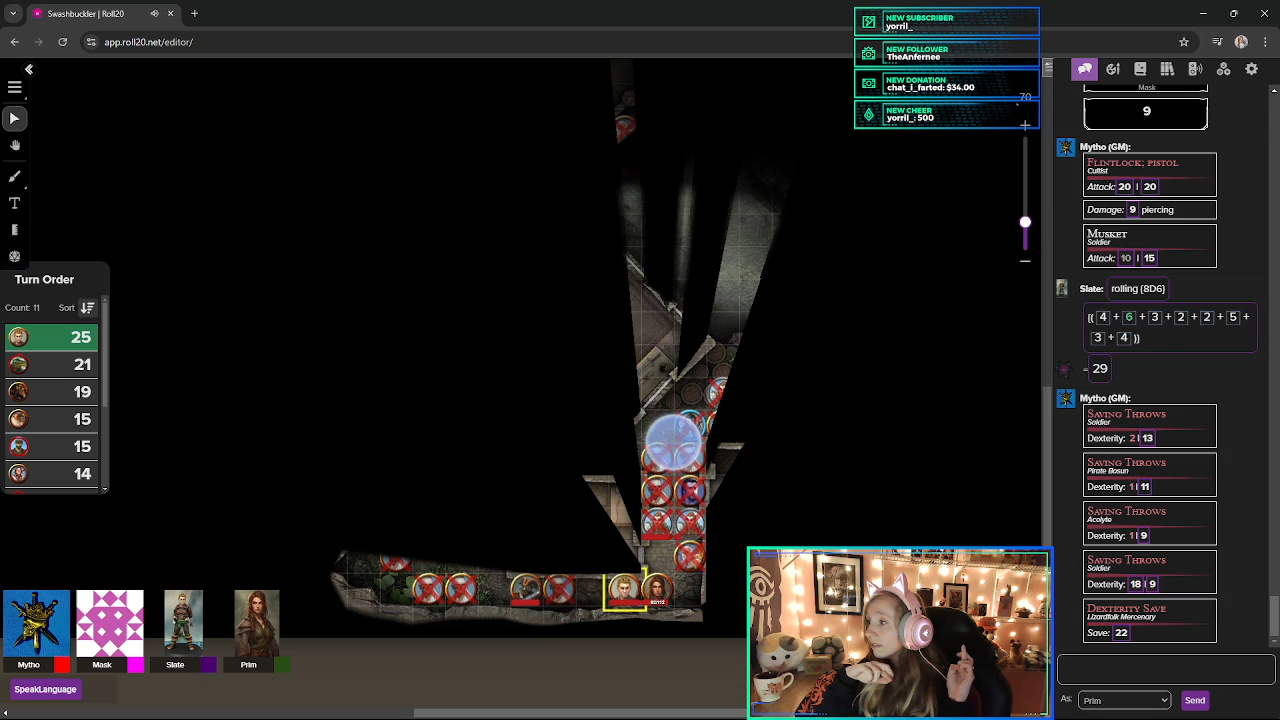 Swasl
app.roll20.net/editor/
NEW SUBSCRIBER
yorril_
NEW FOLLOWER
TheAnfernee
NEW DONATION
chat_i_farted: $34.00
NEW CHEER
yorril_: 500
70
Turn Order
Count: 11 Sort
25
21
19
15
15
14
Mytho
Mask
Slate
Prim
SpeakLanguage
Mask
9
Mytho (GM):
FLINTLOCK; PISTOL
Cultist
Attack: 20 | 20
Damage: 9 piercing
MUSKET
Soldier
Attack: 10 | 15
Slate: rolling {8D6}
(( 4 + 6 + 3 + 2 + 2 + 5 +
3 + 4 ))
=29
Mytho (GM):
SAVING THROWS
Soldier
Dexterity: 2 | 13
SAVING THROWS
Pirate Bosun
Dexterity: 1 | 11
SAVING THROWS
Acolyte
Dexterity: 1 | 9
SAVING THROWS
Soldier
Dexterity: 18 | 9
DEXTERITY SAVE
Lizardfolk Mercenary
Save: 22
As: Prim
Send